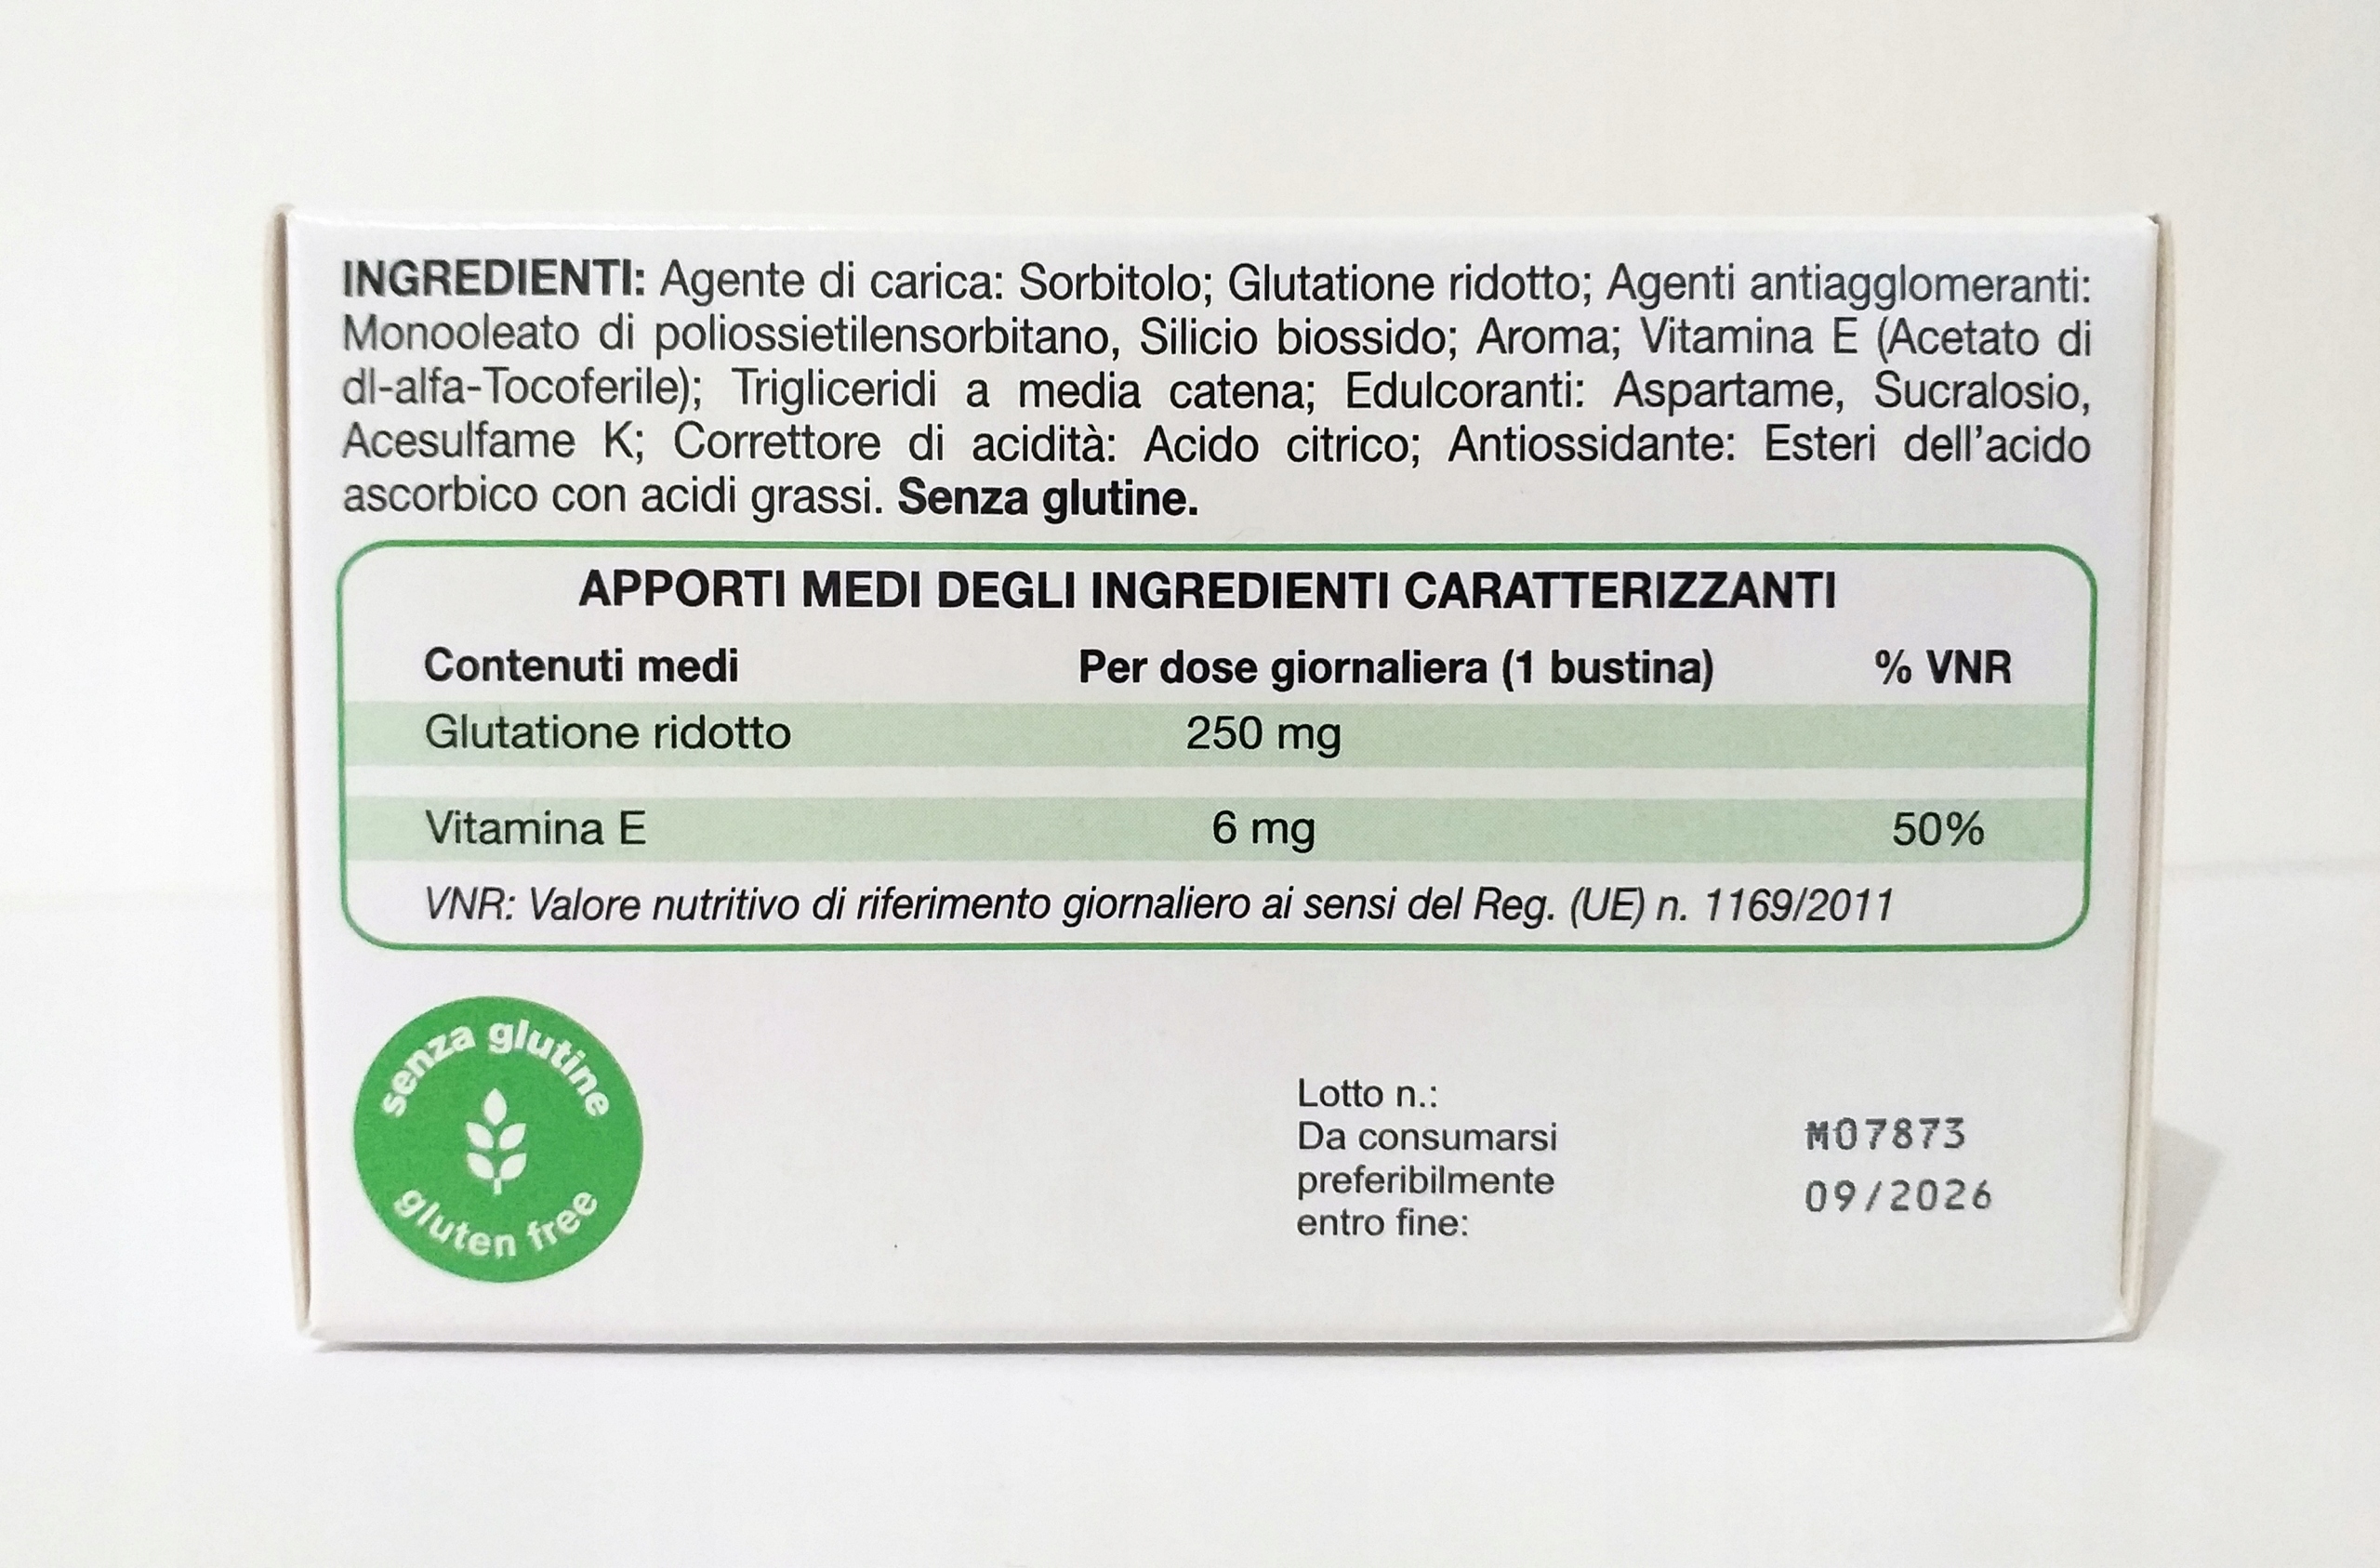 INGREDIENTI: Agente di carica: Sorbitolo; Glutatione ridotto; Agenti antiagglomeranti:
Monooleato di poliossietilensorbitano, Silicio biossido; Aroma; Vitamina E (Acetato di
dl-alfa-Tocoferile); Trigliceridi a media catena; Edulcoranti: Aspartame, Sucralosio,
Acesulfame K; Correttore di acidità: Acido citrico; Antiossidante: Esteri dell’acido
ascorbico con acidi grassi. Senza glutine.
APPORTI MEDI DEGLI INGREDIENTI CARATTERIZZANTI
Contenuti medi Per dose giornaliera (1 bustina) % VNR
Glutatione ridotto 250 mg
Vitamina E 6 mg 50%
VNR: Valore nutritivo di riferimento giornaliero ai sensi del Reg. (UE) n. 1169/2011
senza glutine
gluten free
Lotto n.:
Da consumarsi
preferibilmente
entro fine:
M07873
09/2026